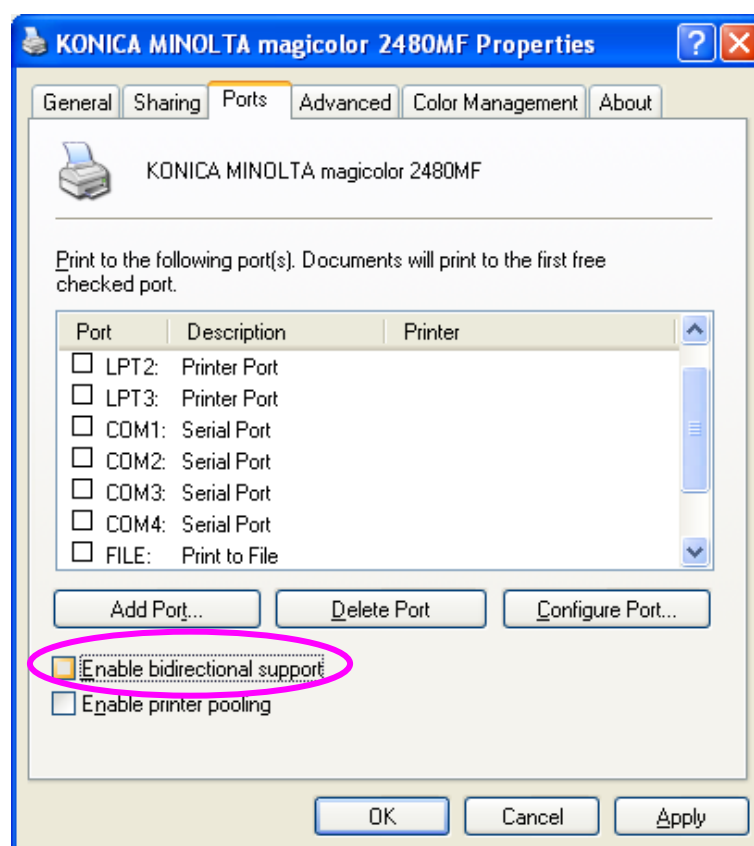 KONICA MINOLTA magicolor 2480MF Properties
General Sharing Ports Advanced Color Management About
KONICA MINOLTA magicolor 2480MF
Print to the following port(s). Documents will print to the first free
checked port.
Port Description Printer
LPT2: Printer Port
LPT3: Printer Port
COM1: Serial Port
COM2: Serial Port
COM3: Serial Port
COM4: Serial Port
FILE: Print to File
Add Port... Delete Port Configure Port...
Enable bidirectional support
Enable printer pooling
OK Cancel Apply